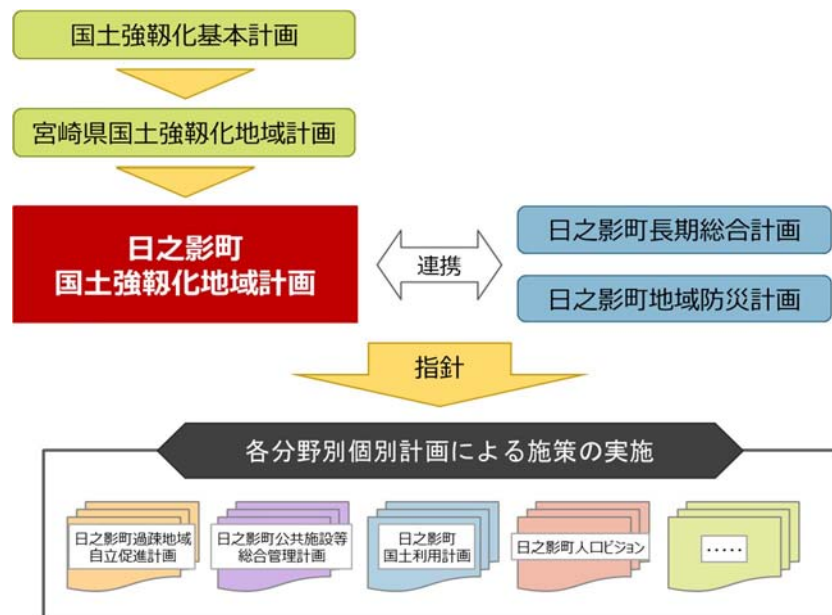 国土強靱化基本計画
宮崎県国土強靱化地域計画
日之影町
国土強靱化地域計画
連携
日之影町長期総合計画
日之影町地域防災計画
指針
各分野別個別計画による施策の実施
日之影町過疎地域
自立促進計画
日之影町公共施設等
総合管理計画
日之影町
国土利用計画
日之影町人口ビジョン
・・・・・